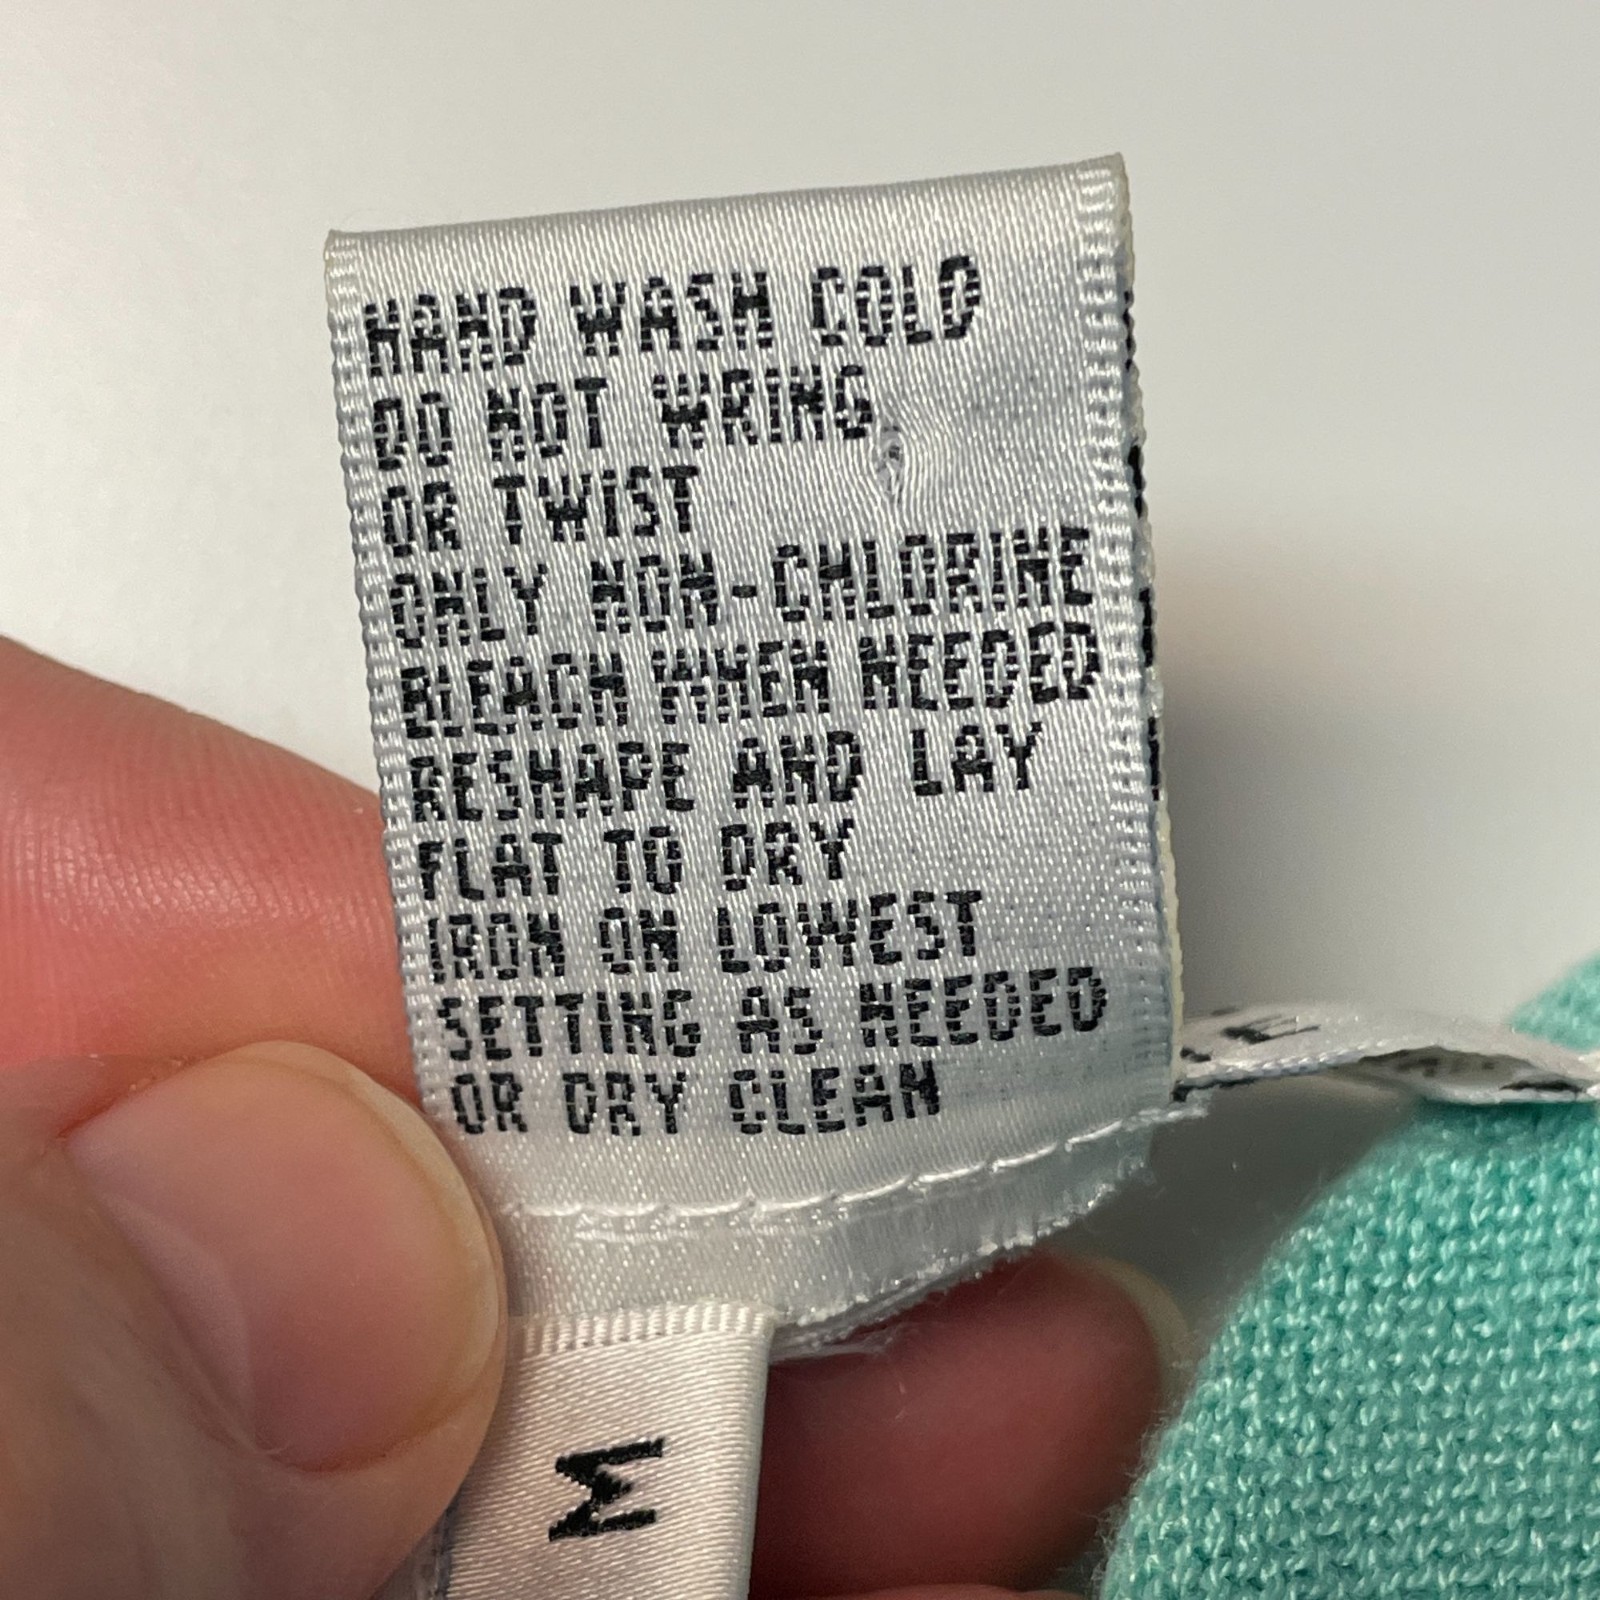 HAND WASH COLD
DO NOT WRING
OR TWIST
ONLY NON-CHLORINE
BLEACH WHEN NEEDED
RESHAPE AND LAY
FLAT TO DRY
IRON ON LOWEST
SETTING AS NEEDED
OR DRY CLEAN
M